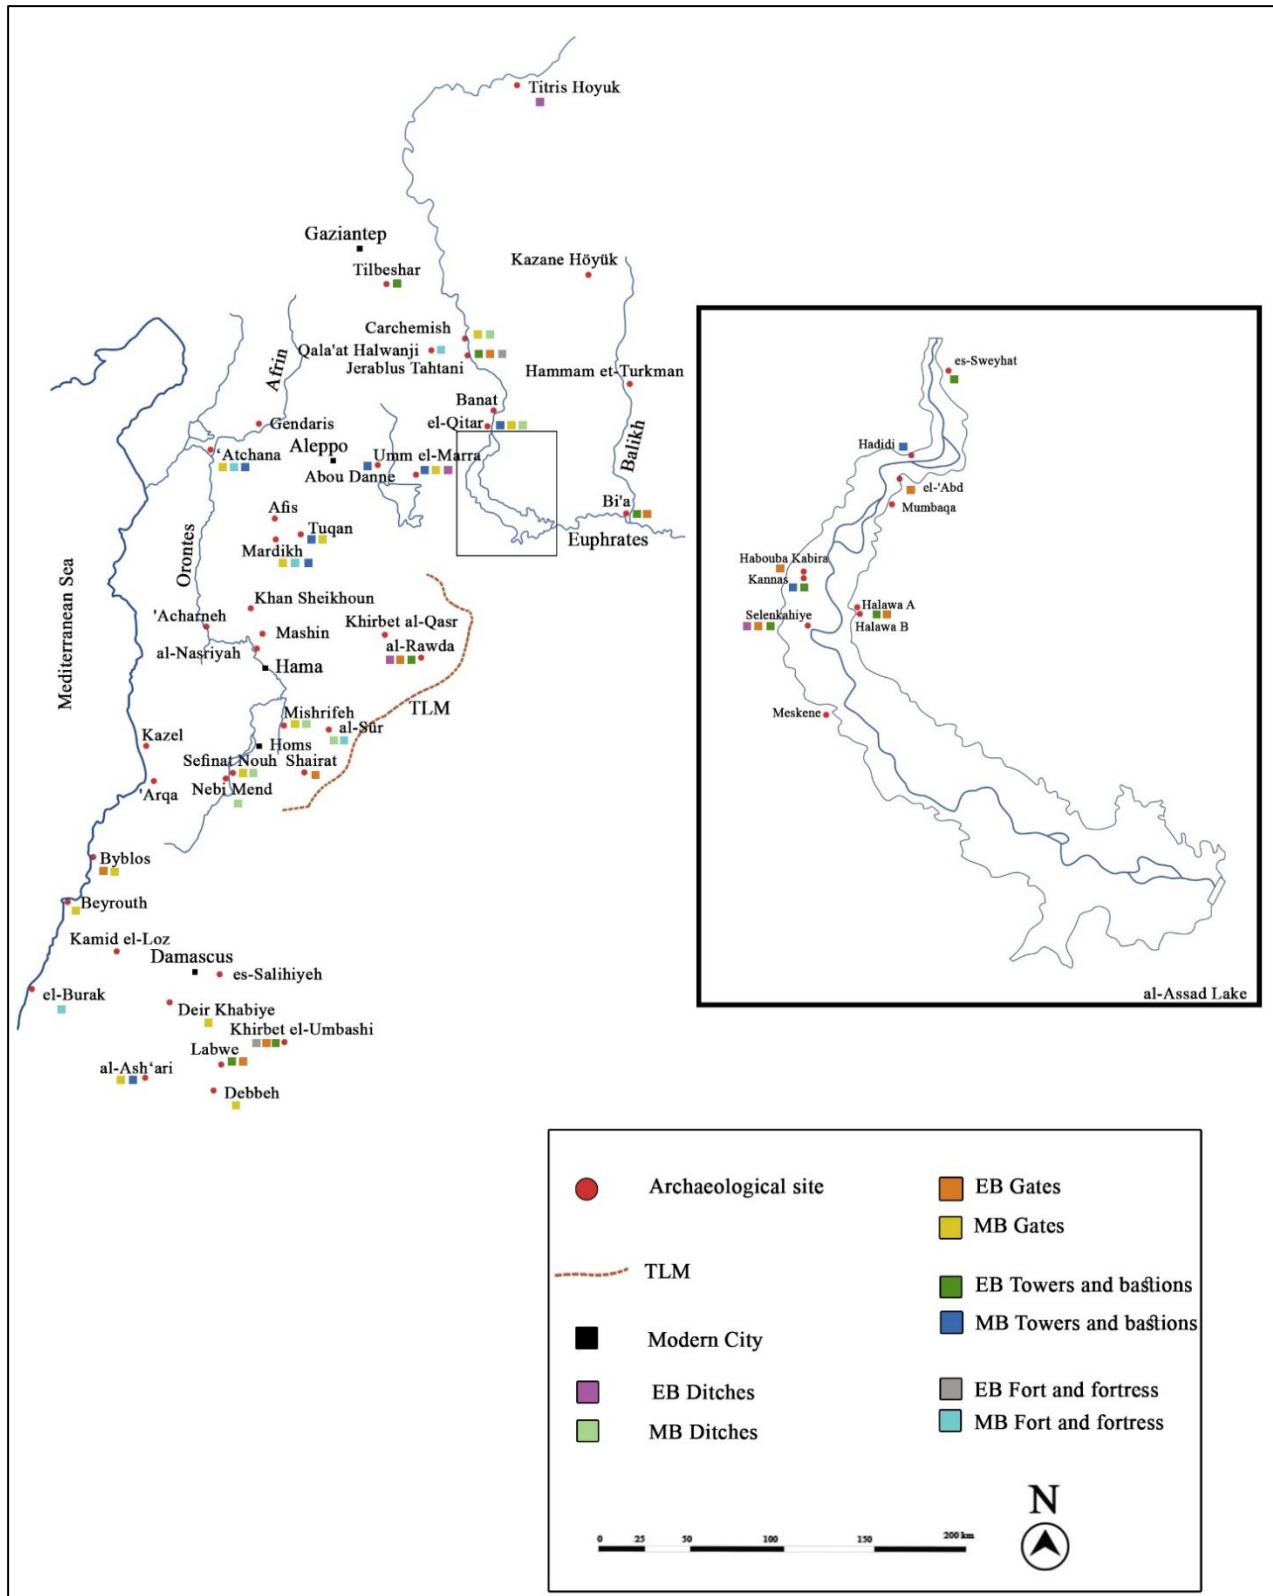 Titris Hoyuk
Gaziantep
Tilbeshar
Kazane Höyük
Carchemish
Qala'at Halwanji
Jerablus Tahtani
Hammam et-Turkman
Afrin
Banat
el-Qitar
Balikh
Gendaris
Aleppo
'Atchana
Umm el-Marra
Abou Danne
Bi'a
Euphrates
Afis
Tuqan
Mardikh
Orontes
Mediterranean Sea
Khan Sheikhoun
'Acharneh
Mashin
Khirbet al-Qasr
al-Nasriyah
al-Rawda
Hama
TLM
Mishrifeh
al-Sūr
Kazel
Homs
Sefinat Nouh
Shairat
'Arqa
Nebi Mend
Byblos
Beyrouth
Kamid el-Loz
Damascus
es-Salihiyeh
el-Burak
Deir Khabiye
Khirbet el-Umbashi
Labwe
al-Ash‘ari
Debbeh
es-Sweyhat
Hadidi
el-'Abd
Mumbaqa
Habouba Kabira
Kannas
Halawa A
Selenkahiye
Halawa B
Meskene
al-Assad Lake
Archaeological site
TLM
Modern City
EB Ditches
MB Ditches
EB Gates
MB Gates
EB Towers and bastions
MB Towers and bastions
EB Fort and fortress
MB Fort and fortress
N
0 25 50 100 150 200 km